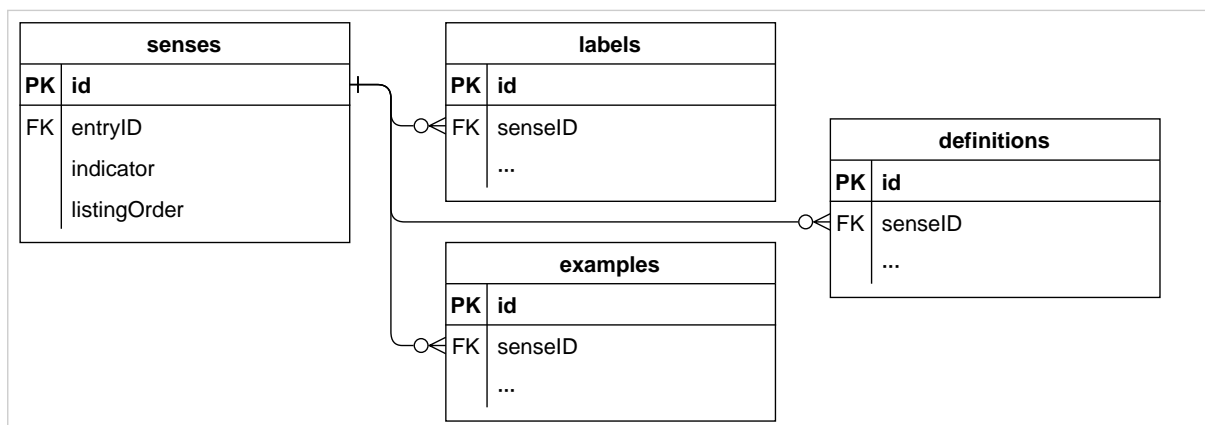 senses
PK id
FK entryID
indicator
listingOrder
labels
PK id
FK senseID
...
definitions
PK id
FK senseID
...
examples
PK id
FK senseID
...